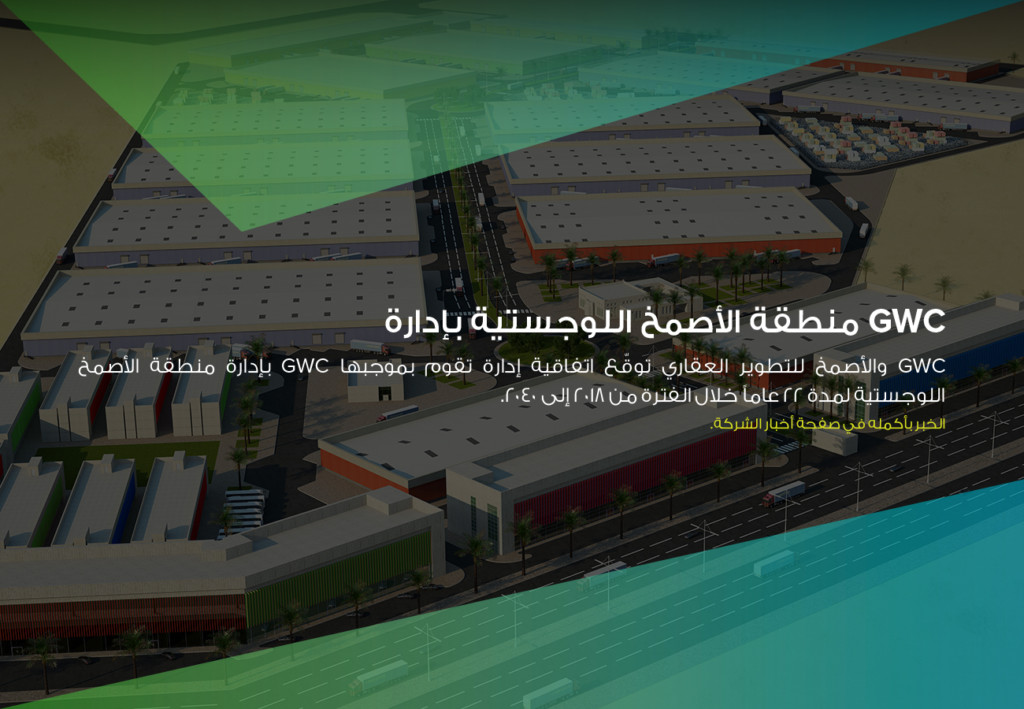 GWC منطقة الأصمخ اللوجستية بإدارة
GWC والأصمخ للتطوير العقاري توقّع اتفاقية إدارة تقوم بموجبها GWC بإدارة منطقة الأصمخ
اللوجستية لمدة ٢٢ عاماً خلال الفترة من ٢٠١٨ إلى ٢٠٤٠.
الخبر بأكمله في صفحة أخبار الشركة.